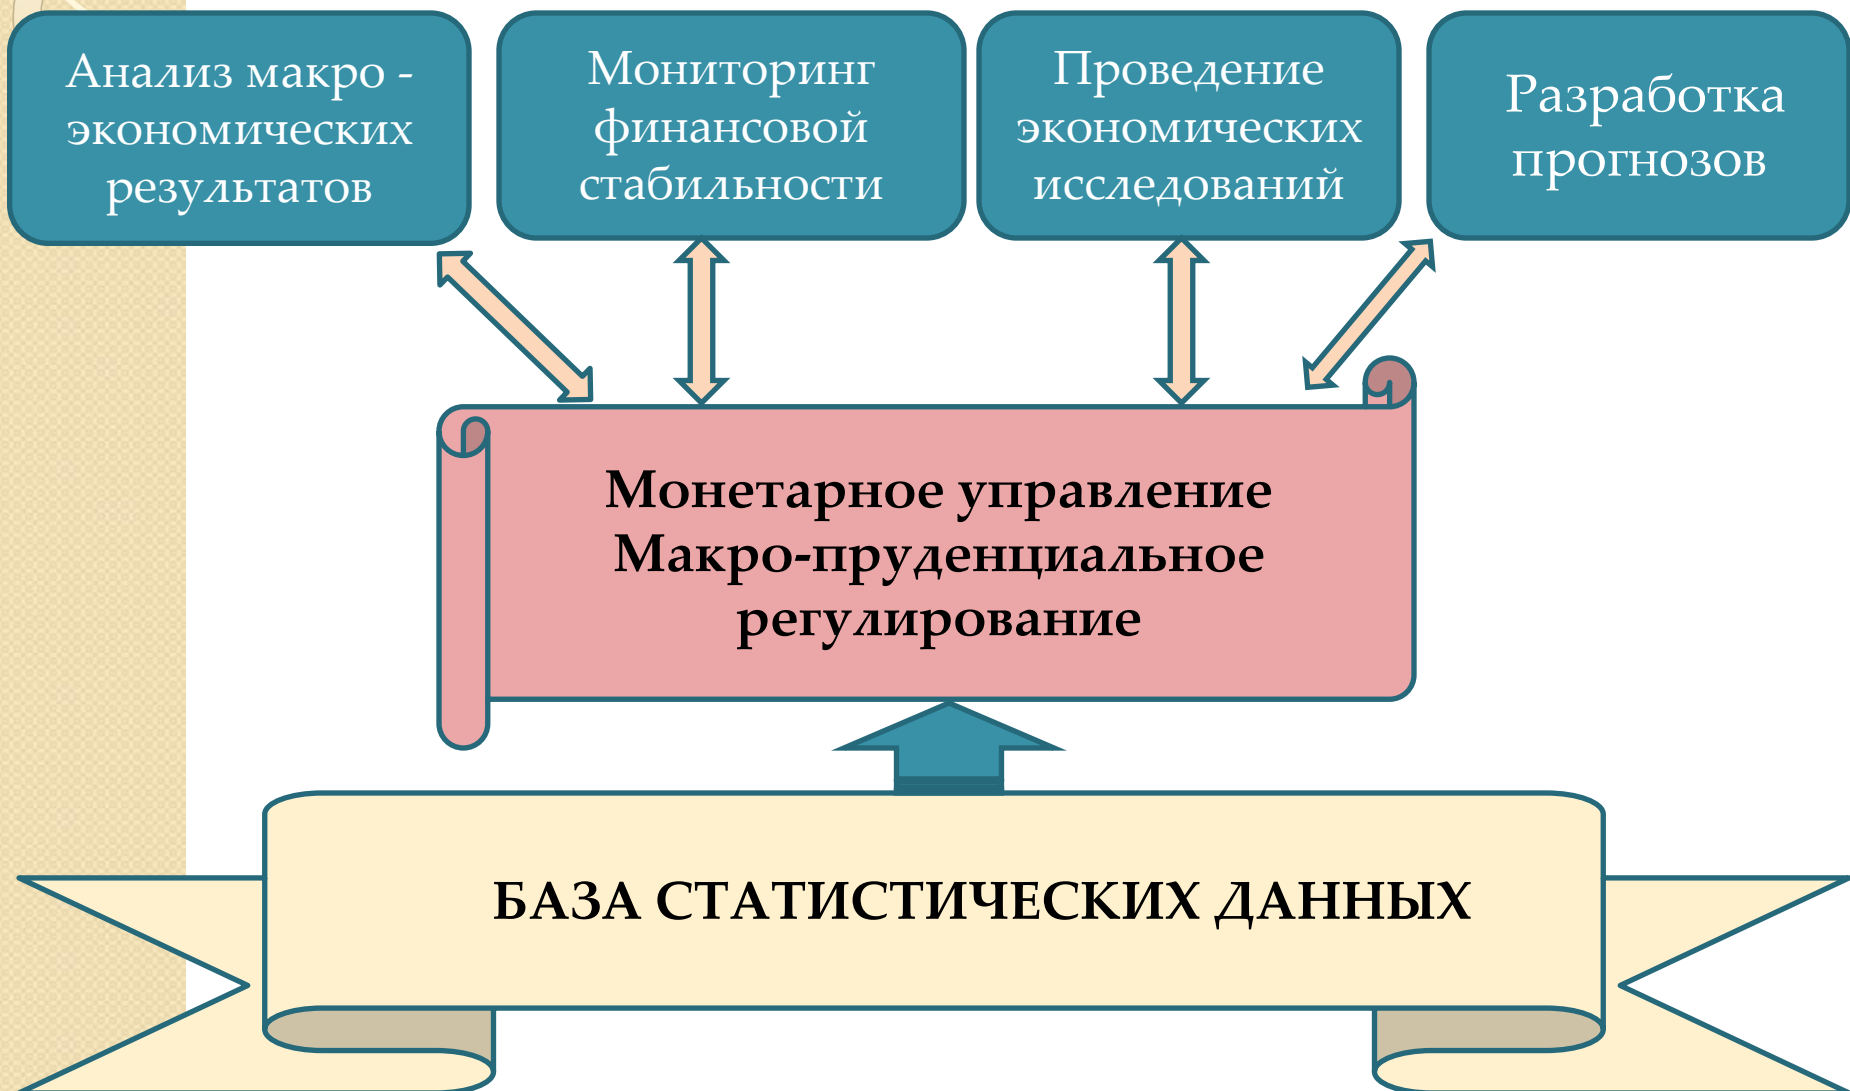 Анализ макро -
экономических
результатов
Мониторинг
финансовой
стабильности
Проведение
экономических
исследований
Разработка
прогнозов
Монетарное управление
Макро-пруденциальное
регулирование
БАЗА СТАТИСТИЧЕСКИХ ДАННЫХ